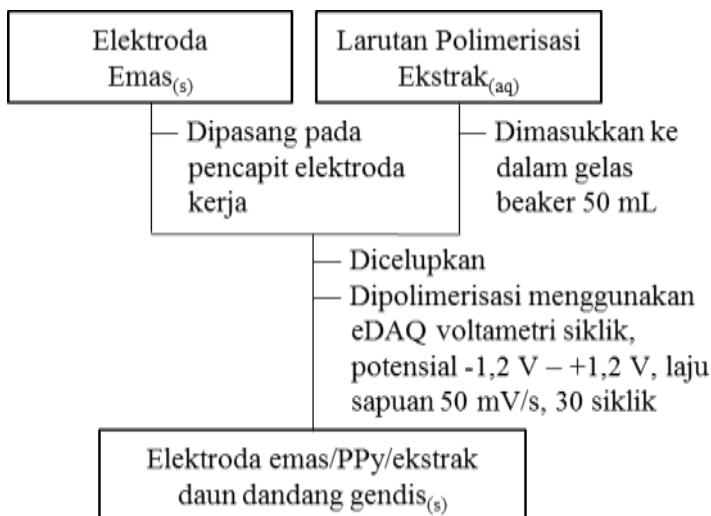 Elektroda
Emas(s)
Larutan Polimerisasi
Ekstrak(aq)
Dipasang pada
pencapit elektroda
kerja
Dimasukkan ke
dalam gelas
beaker 50 mL
Dicelupkan
Dipolimerisasi menggunakan
eDAQ voltametri siklik,
potensial -1,2 V – +1,2 V, laju
sapuan 50 mV/s, 30 siklik
Elektroda emas/PPy/ekstrak
daun dandang gendis(s)